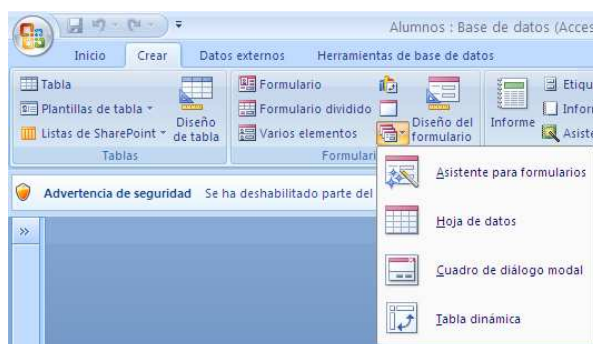 Alumnos : Base de datos (Acces
Inicio Crear Datos externos Herramientas de base de datos
Tabla
Plantillas de tabla
Listas de SharePoint
Diseño de tabla
Tablas
Formulario
Formulario dividido
Varios elementos
Diseño del formulario
Formulari
Informe
Etiqu
Infor
Asiste
Advertencia de seguridad Se ha deshabilitado parte del
»
Asistente para formularios
Hoja de datos
Cuadro de diálogo modal
Tabla dinámica